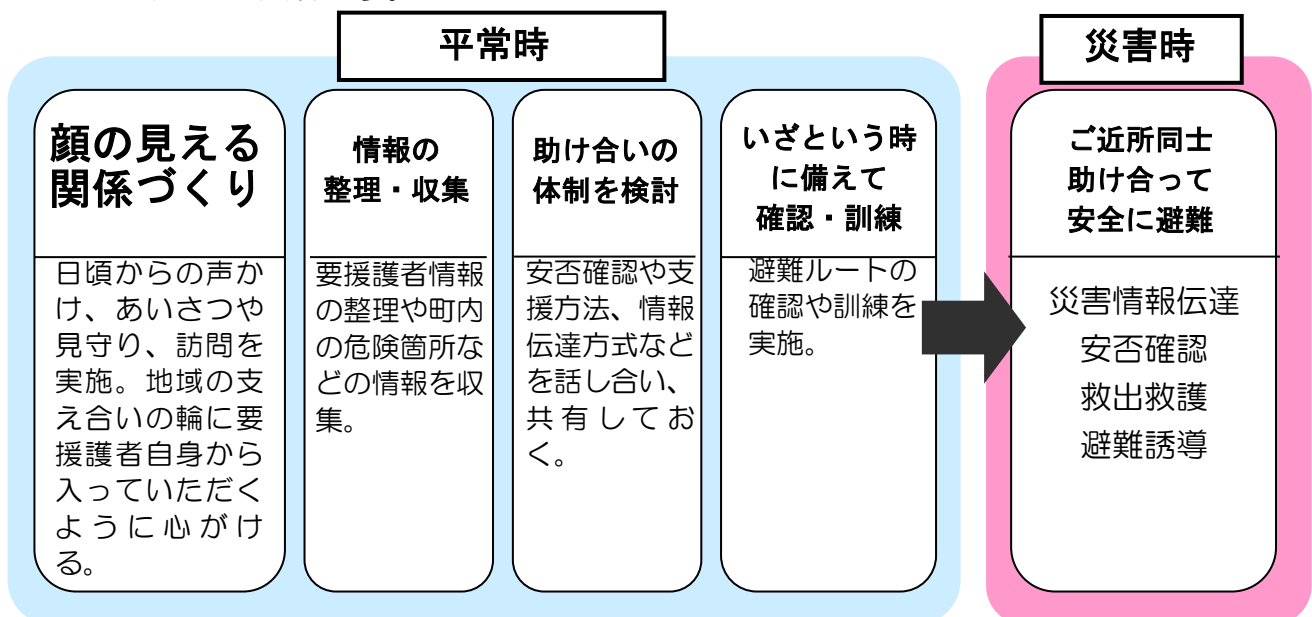 平常時
顔の見える
関係づくり
日頃からの声か
け、あいさつや
見守り、訪問を
実施。地域の支
え合いの輪に要
援護者自身から
入っていただく
ように心がけ
る。
情報の
整理・収集
要援護者情報
の整理や町内
の危険箇所な
どの情報を収
集。
助け合いの
体制を検討
安否確認や支
援方法、情報
伝達方式など
を話し合い、
共有してお
く。
いざという時
に備えて
確認・訓練
避難ルートの
確認や訓練を
実施。
災害時
ご近所同士
助け合って
安全に避難
災害情報伝達
安否確認
救出救護
避難誘導